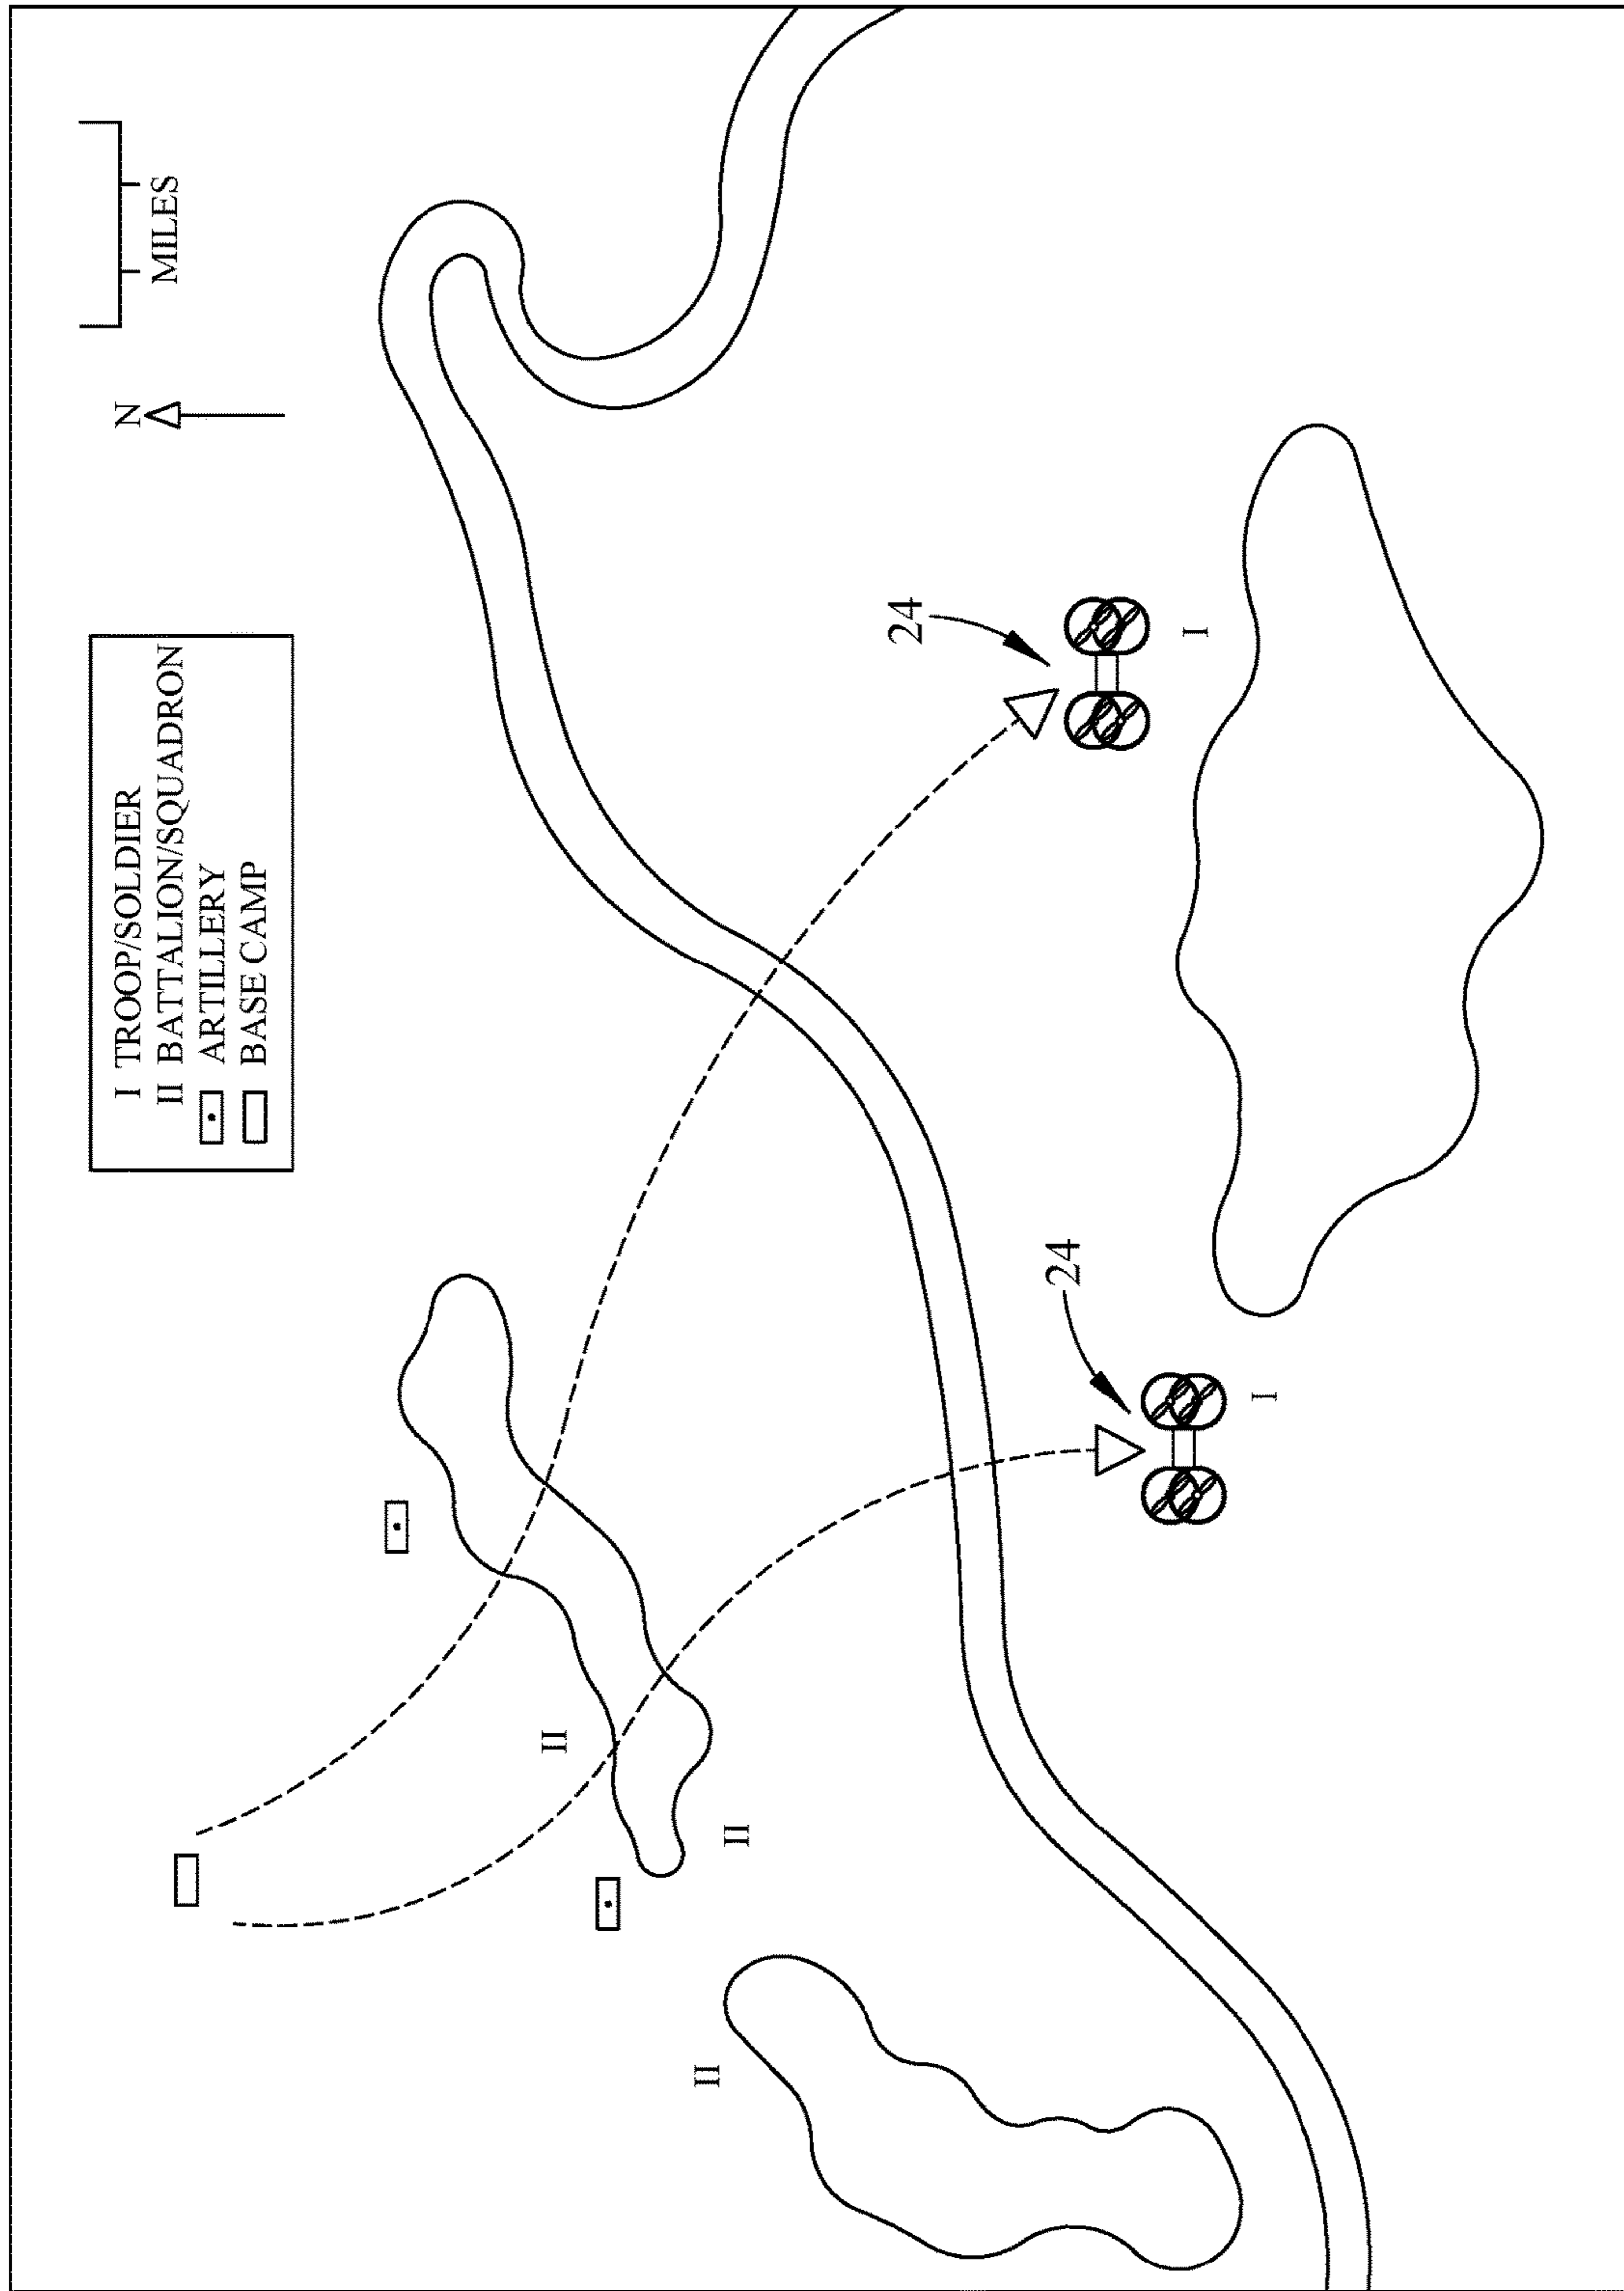 I TROOP/SOLDIER
II BATTALION/SQUADRON
ARTILLERY
BASE CAMP
N
MILES
II
II
II
24
I
24
I